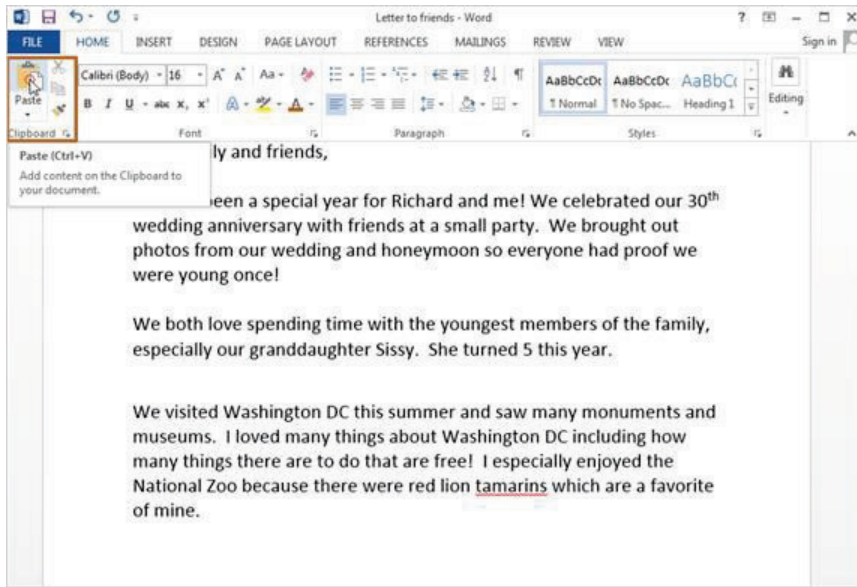 Letter to friends - Word
?
FILE HOME INSERT DESIGN PAGE LAYOUT REFERENCES MAILINGS REVIEW VIEW Sign in
Calibri (Body) 16 A A Aa
AaBbCcDc AaBbCcDc AaBbCc
Paste B I U abc x, x' A A ¶ Normal ¶ No Spac... Heading 1 Editing
Clipboard Font Paragraph Styles
Paste (Ctrl+V)
Add content on the Clipboard to
your document.
ly and friends,
een a special year for Richard and me! We celebrated our 30th
wedding anniversary with friends at a small party. We brought out
photos from our wedding and honeymoon so everyone had proof we
were young once!
We both love spending time with the youngest members of the family,
especially our granddaughter Sissy. She turned 5 this year.
We visited Washington DC this summer and saw many monuments and
museums. I loved many things about Washington DC including how
many things there are to do that are free! I especially enjoyed the
National Zoo because there were red lion tamarins which are a favorite
of mine.